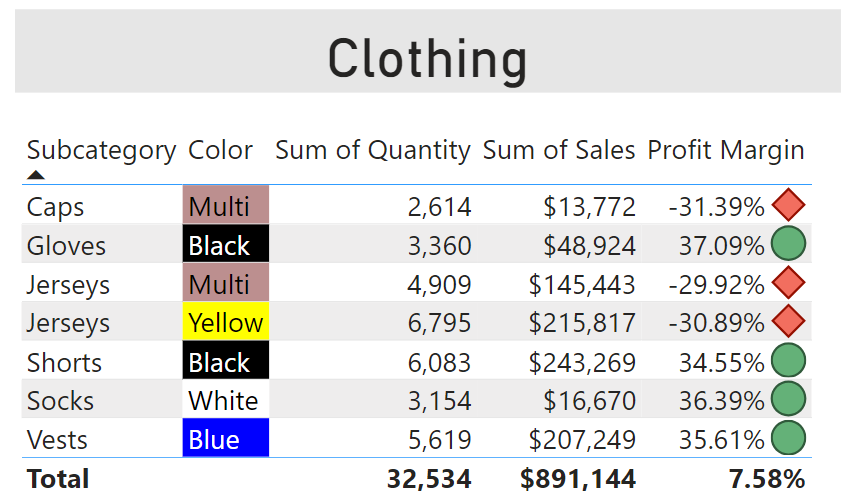 Clothing
Subcategory Color Sum of Quantity Sum of Sales Profit Margin
Caps Multi 2,614 $13,772 -31.39%
Gloves Black 3,360 $48,924 37.09%
Jerseys Multi 4,909 $145,443 -29.92%
Jerseys Yellow 6,795 $215,817 -30.89%
Shorts Black 6,083 $243,269 34.55%
Socks White 3,154 $16,670 36.39%
Vests Blue 5,619 $207,249 35.61%
Total 32,534 $891,144 7.58%